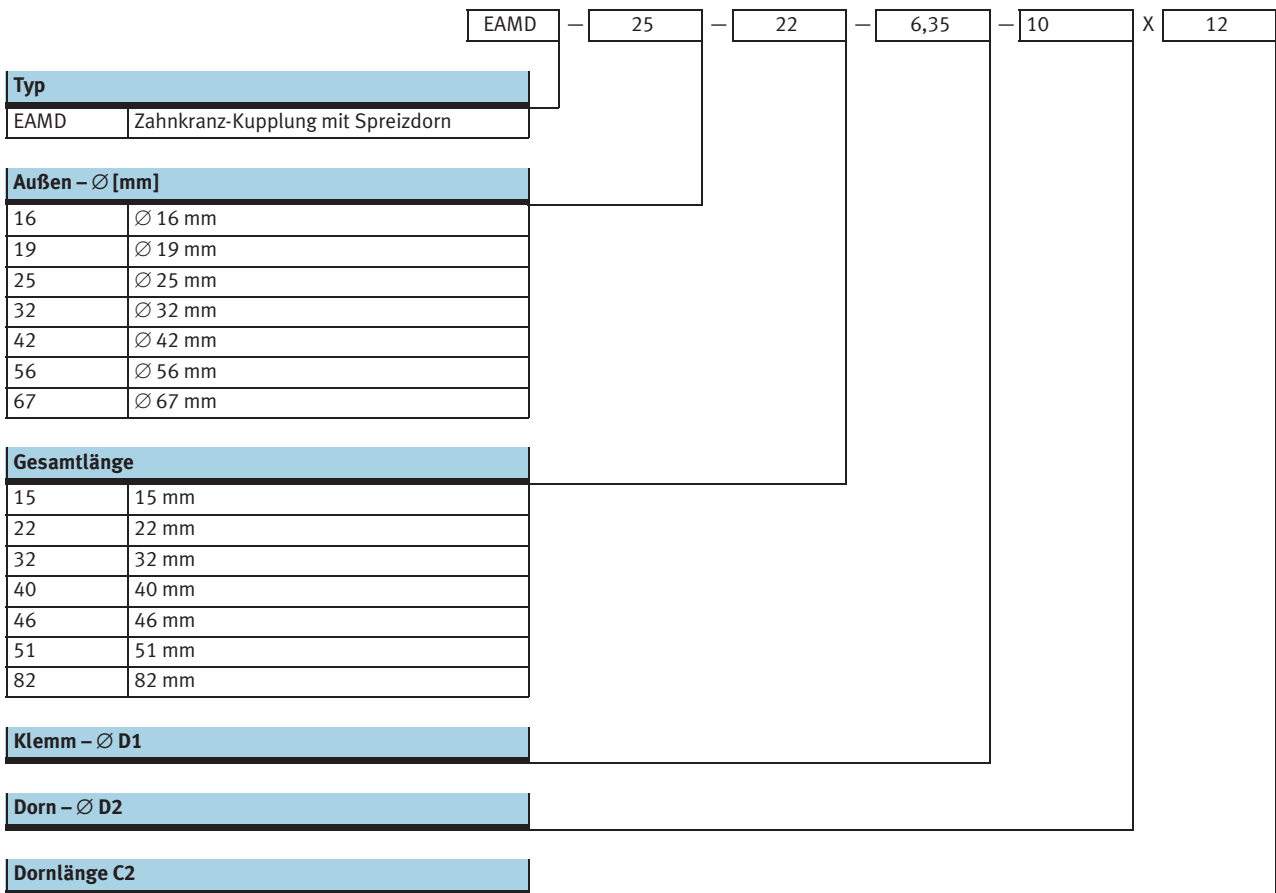 EAMD — 25 — 22 — 6,35 — 10 X 12
Typ
EAMD Zahnkranz-Kupplung mit Spreizdorn
Außen – ∅ [mm]
16 ∅ 16 mm
19 ∅ 19 mm
25 ∅ 25 mm
32 ∅ 32 mm
42 ∅ 42 mm
56 ∅ 56 mm
67 ∅ 67 mm
Gesamtlänge
15 15 mm
22 22 mm
32 32 mm
40 40 mm
46 46 mm
51 51 mm
82 82 mm
Klemm – ∅ D1
Dorn – ∅ D2
Dornlänge C2